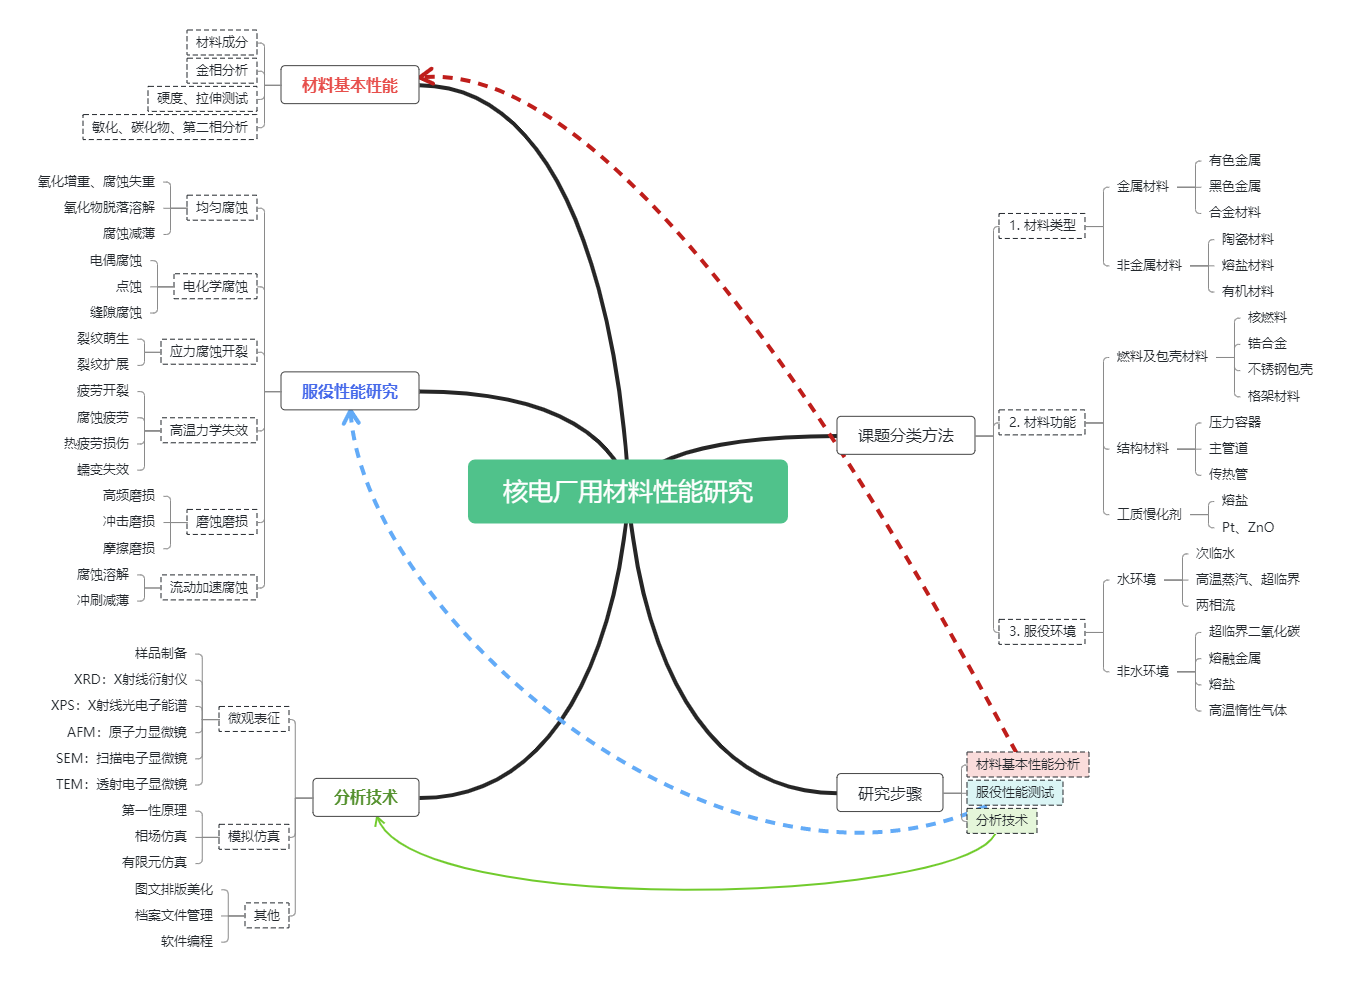 核电厂用材料性能研究
材料基本性能
材料成分
金相分析
硬度、拉伸测试
敏化、碳化物、第二相分析
服役性能研究
均匀腐蚀
氧化增重、腐蚀失重
氧化物脱落溶解
腐蚀减薄
电化学腐蚀
电偶腐蚀
点蚀
缝隙腐蚀
应力腐蚀开裂
裂纹萌生
裂纹扩展
高温力学失效
疲劳开裂
腐蚀疲劳
热疲劳损伤
蠕变失效
磨蚀磨损
高频磨损
冲击磨损
摩擦磨损
流动加速腐蚀
腐蚀溶解
冲刷减薄
分析技术
微观表征
样品制备
XRD：X射线衍射仪
XPS：X射线光电子能谱
AFM：原子力显微镜
SEM：扫描电子显微镜
TEM：透射电子显微镜
模拟仿真
第一性原理
相场仿真
有限元仿真
其他
图文排版美化
档案文件管理
软件编程
课题分类方法
1. 材料类型
金属材料
有色金属
黑色金属
合金材料
非金属材料
陶瓷材料
熔盐材料
有机材料
2. 材料功能
燃料及包壳材料
核燃料
锆合金
不锈钢包壳
格架材料
结构材料
压力容器
主管道
传热管
工质慢化剂
熔盐
Pt、ZnO
3. 服役环境
水环境
次临水
高温蒸汽、超临界
两相流
非水环境
超临界二氧化碳
熔融金属
熔盐
高温惰性气体
研究步骤
材料基本性能分析
服役性能测试
分析技术